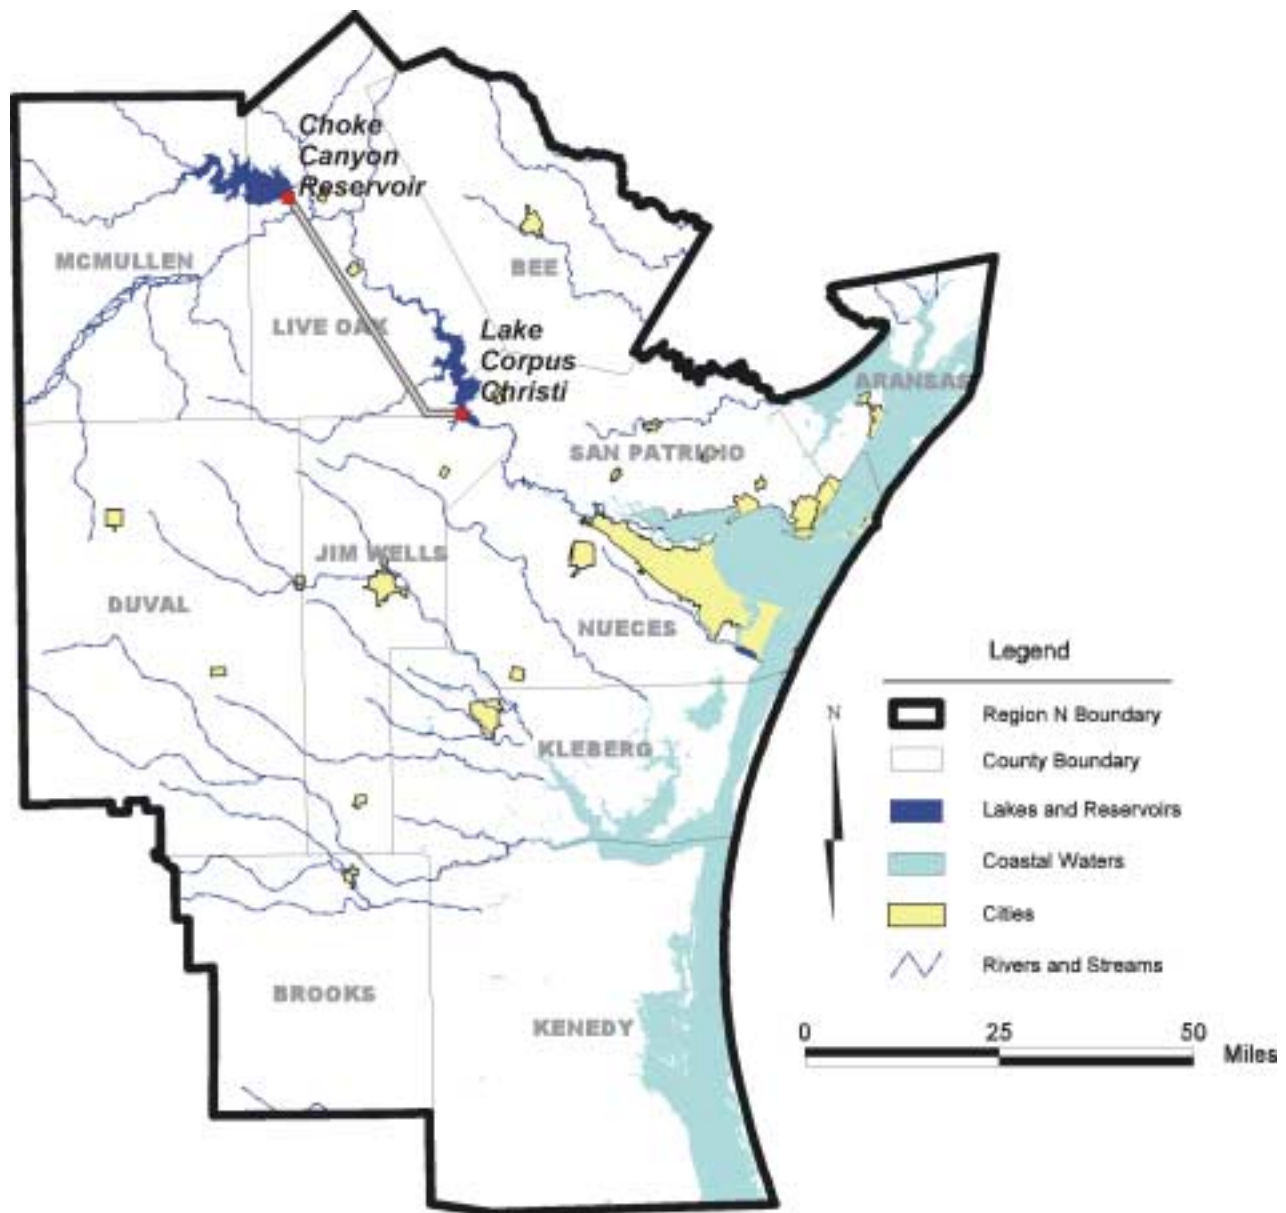 Choke
Canyon
Reservoir
MCMULLEN
BEE
LIVE OAK
Lake
Corpus
Christi
ARANSAS
SAN PATRICIO
JIM WELLS
DUVAL
NUECES
KLEBERG
BROOKS
KENEDY
Legend
N
Region N Boundary
County Boundary
Lakes and Reservoirs
Coastal Waters
Cities
Rivers and Streams
0 25 50
Miles